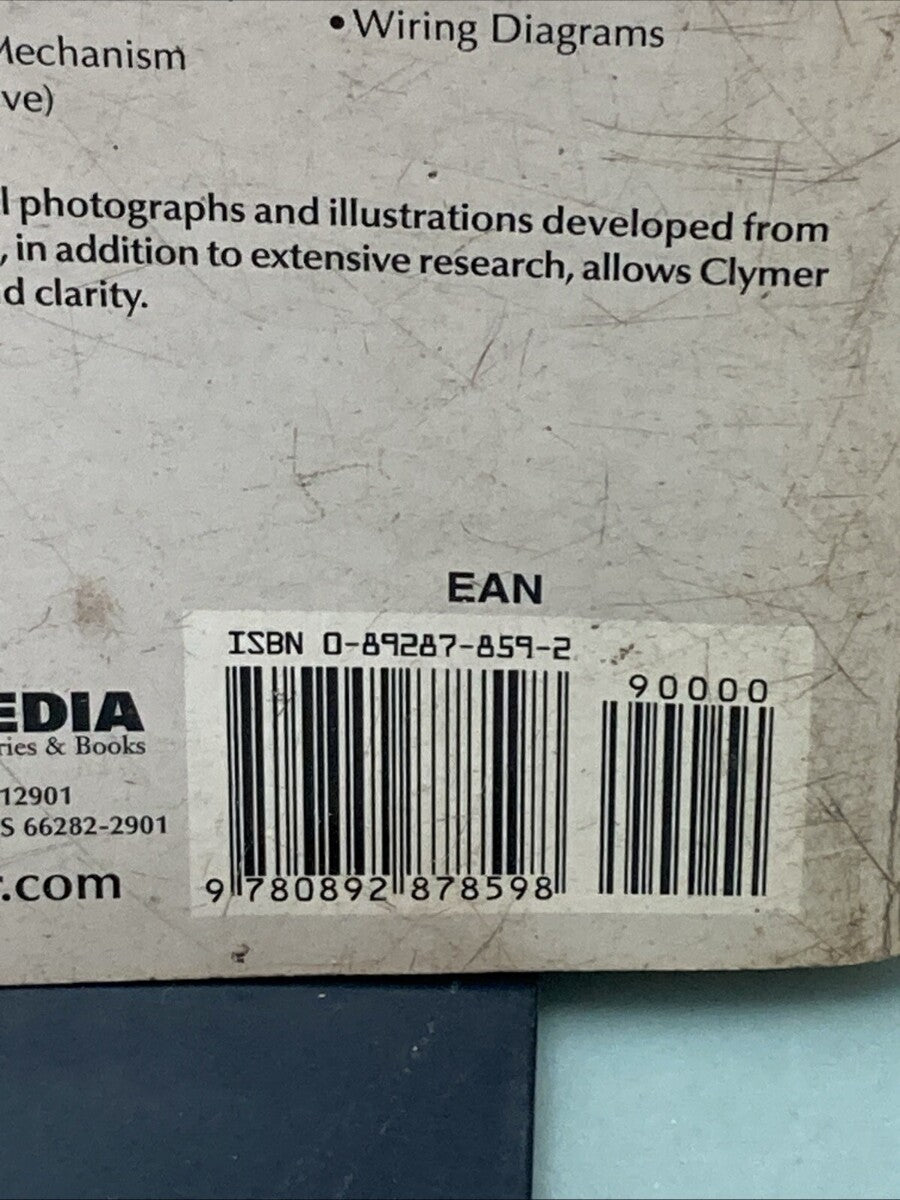 • Wiring Diagrams
Mechanism
ve)
l photographs and illustrations developed from
, in addition to extensive research, allows Clymer
d clarity.
EAN
ISBN 0-89287-859-2
90000
EDIA
ries & Books
12901
S 66282-2901
.com
9 780892 878598